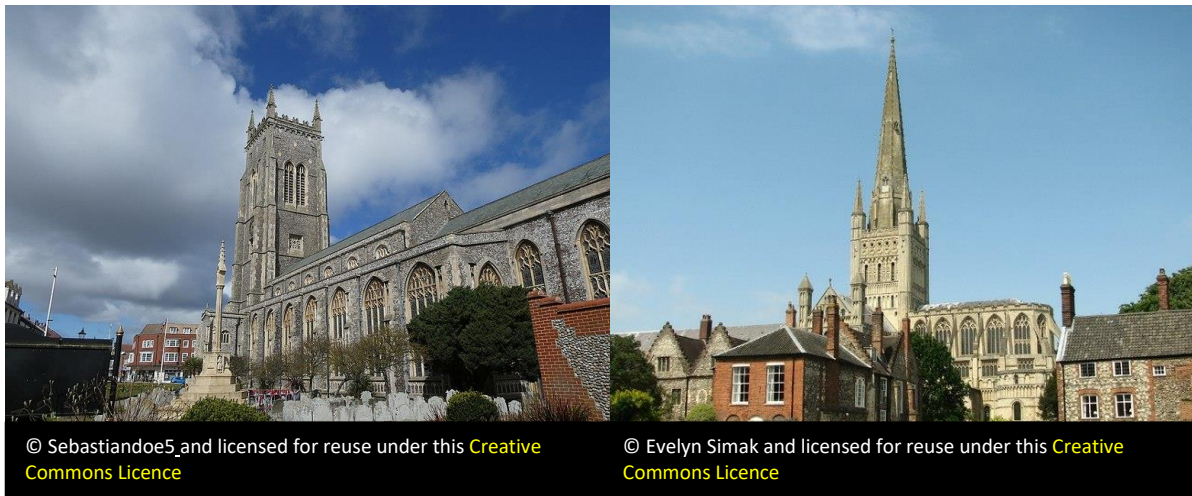 © Sebastiandoe5 and licensed for reuse under this Creative
Commons Licence
© Evelyn Simak and licensed for reuse under this Creative
Commons Licence